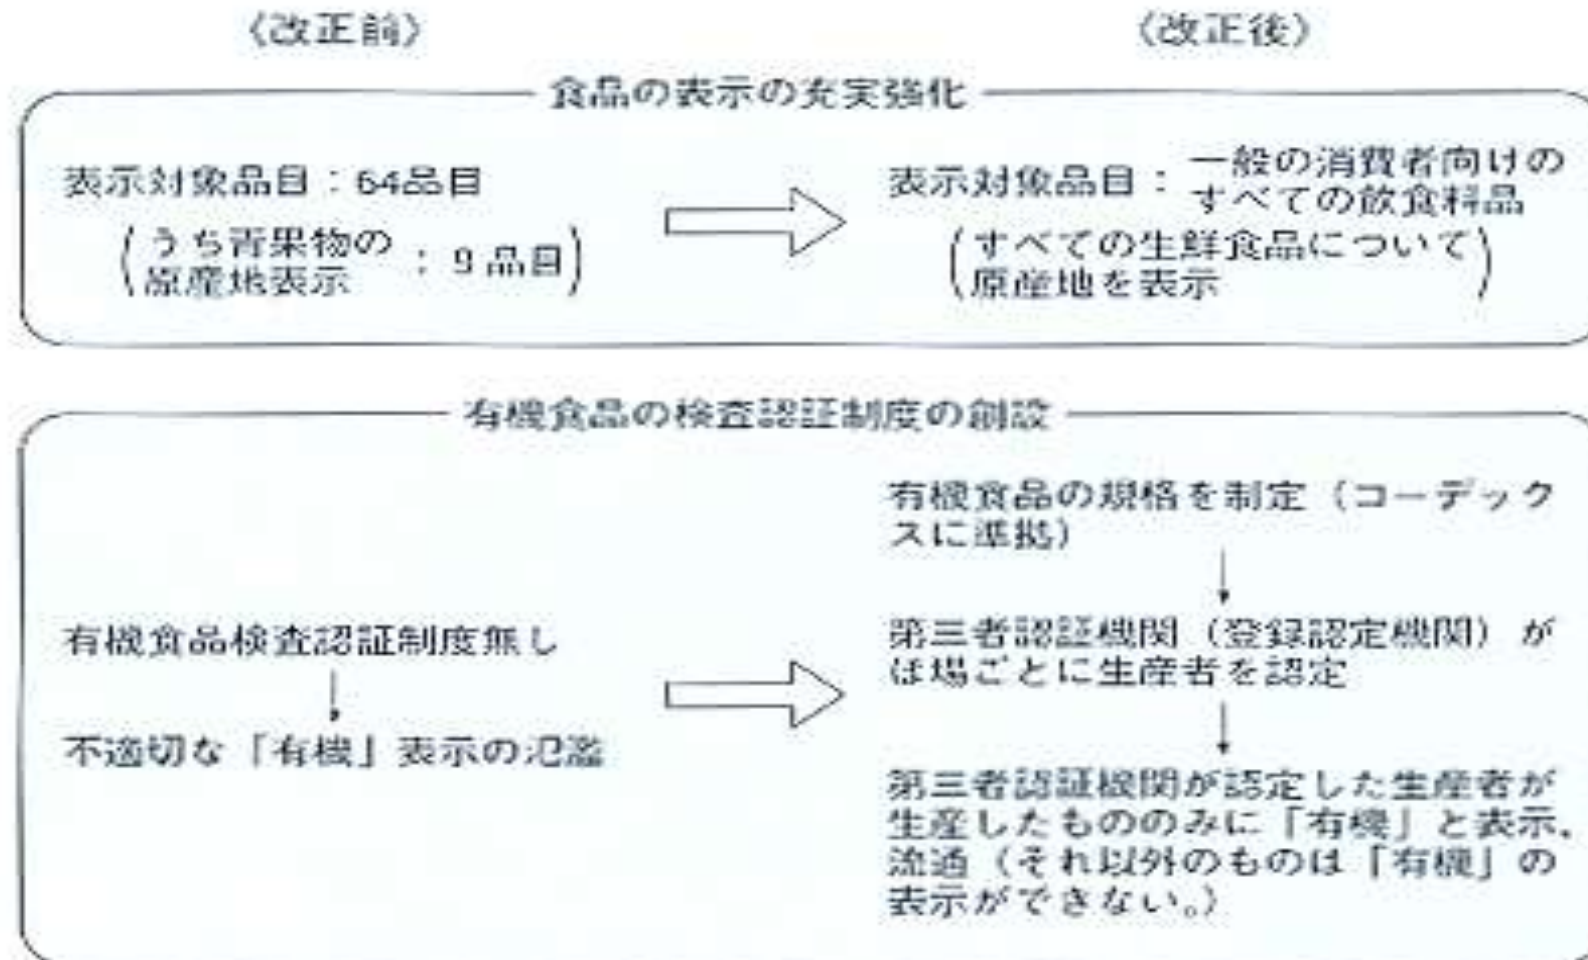 〈改正前〉
〈改正後〉
食品の表示の充実強化
表示対象品目：64品目
(うち青果物の
原産地表示 ：9品目)
表示対象品目：一般の消費者向けの
すべての飲食料品
(すべての生鮮食品について
原産地を表示)
有機食品の検査認証制度の創設
有機食品検査認証制度無し
↓
不適切な「有機」表示の氾濫
有機食品の規格を制定（コーデック
スに準拠）
↓
第三者認証機関（登録認定機関）が
ほ場ごとに生産者を認定
↓
第三者認証機関が認定した生産者が
生産したもののみに「有機」と表示、
流通（それ以外のものは「有機」の
表示ができない。）